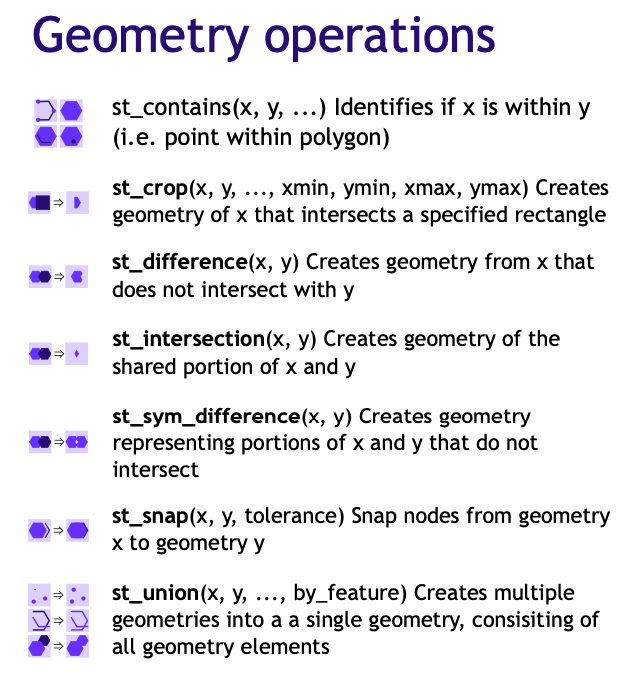 Geometry operations
st_contains(x, y, ...) Identifies if x is within y
(i.e. point within polygon)
st_crop(x, y, ..., xmin, ymin, xmax, ymax) Creates
geometry of x that intersects a specified rectangle
st_difference(x, y) Creates geometry from x that
does not intersect with y
st_intersection(x, y) Creates geometry of the
shared portion of x and y
st_sym_difference(x, y) Creates geometry
representing portions of x and y that do not
intersect
st_snap(x, y, tolerance) Snap nodes from geometry
x to geometry y
st_union(x, y, ..., by_feature) Creates multiple
geometries into a a single geometry, consisiting of
all geometry elements